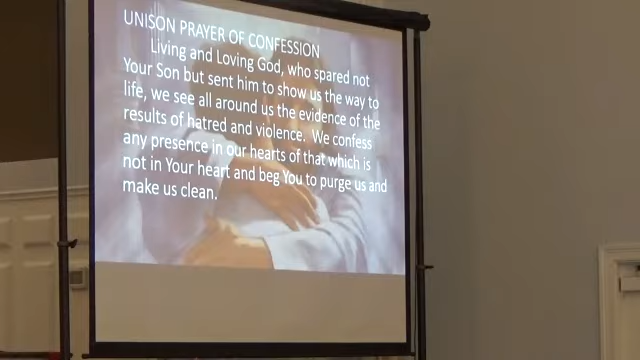 UNISON PRAYER OF CONFESSION
Living and Loving God, who spared not
Your Son but sent him to show us the way to
life, we see all around us the evidence of the
results of hatred and violence. We confess
any presence in our hearts of that which is
not in Your heart and beg You to purge us and
make us clean.